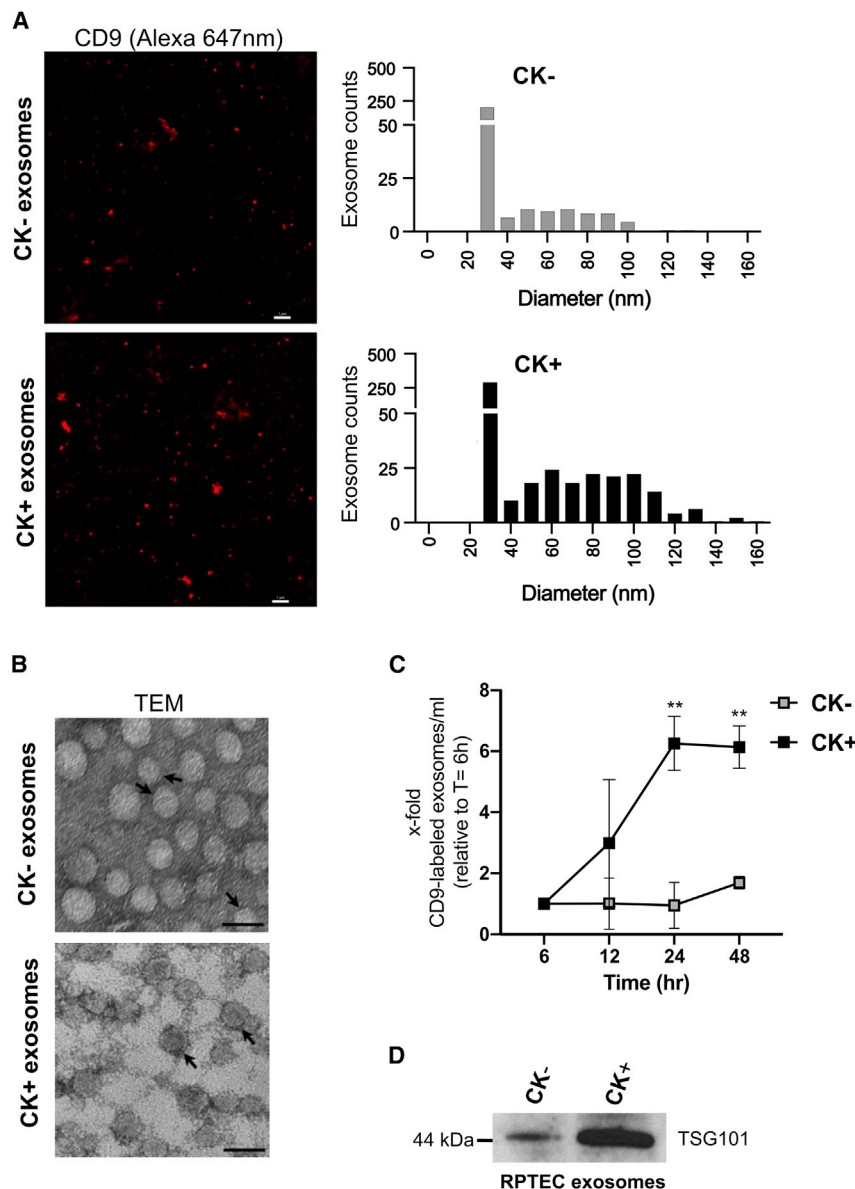 A
CD9 (Alexa 647nm)
CK- exosomes
1 µm
CK+ exosomes
1 µm
CK-
Exosome counts
500
250
50
25
0
0
20
40
60
80
100
120
140
160
Diameter (nm)
CK+
Exosome counts
500
250
50
25
0
0
20
40
60
80
100
120
140
160
Diameter (nm)
B
TEM
CK- exosomes
CK+ exosomes
C
x-fold
CD9-labeled exosomes/ml
(relative to T= 6h)
8
6
4
2
0
**
**
6
12
24
48
Time (hr)
CK-
CK+
D
CK-
CK+
44 kDa
TSG101
RPTEC exosomes